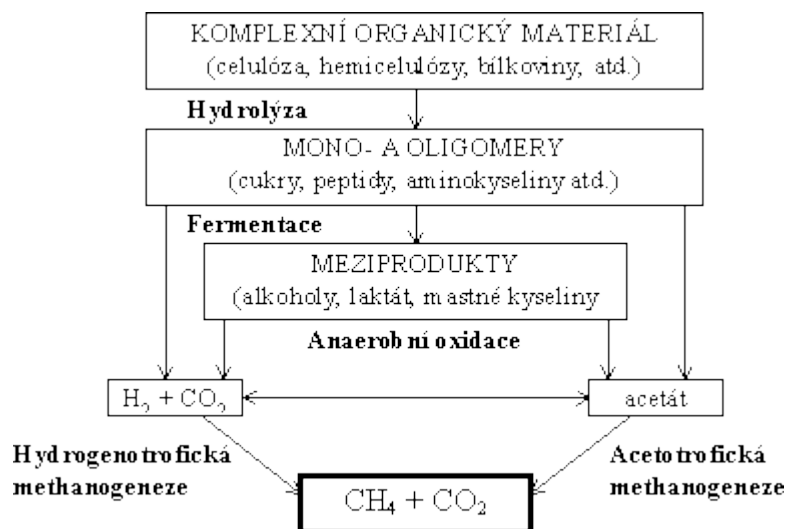 KOMPLEXNÍ ORGANICKÝ MATERIÁL
(celulóza, hemicelulózy, bílkoviny, atd.)
Hydrolýza
MONO- A OLIGOMERY
(cukry, peptidy, aminokyseliny atd.)
Fermentace
MEZIPRODUKTY
(alkoholy, laktát, mastné kyseliny
Anaerobní oxidace
H₂ + CO₂
acetát
Hydrogenotrofická
methanogeneze
Acetotrofická
methanogeneze
CH₄ + CO₂